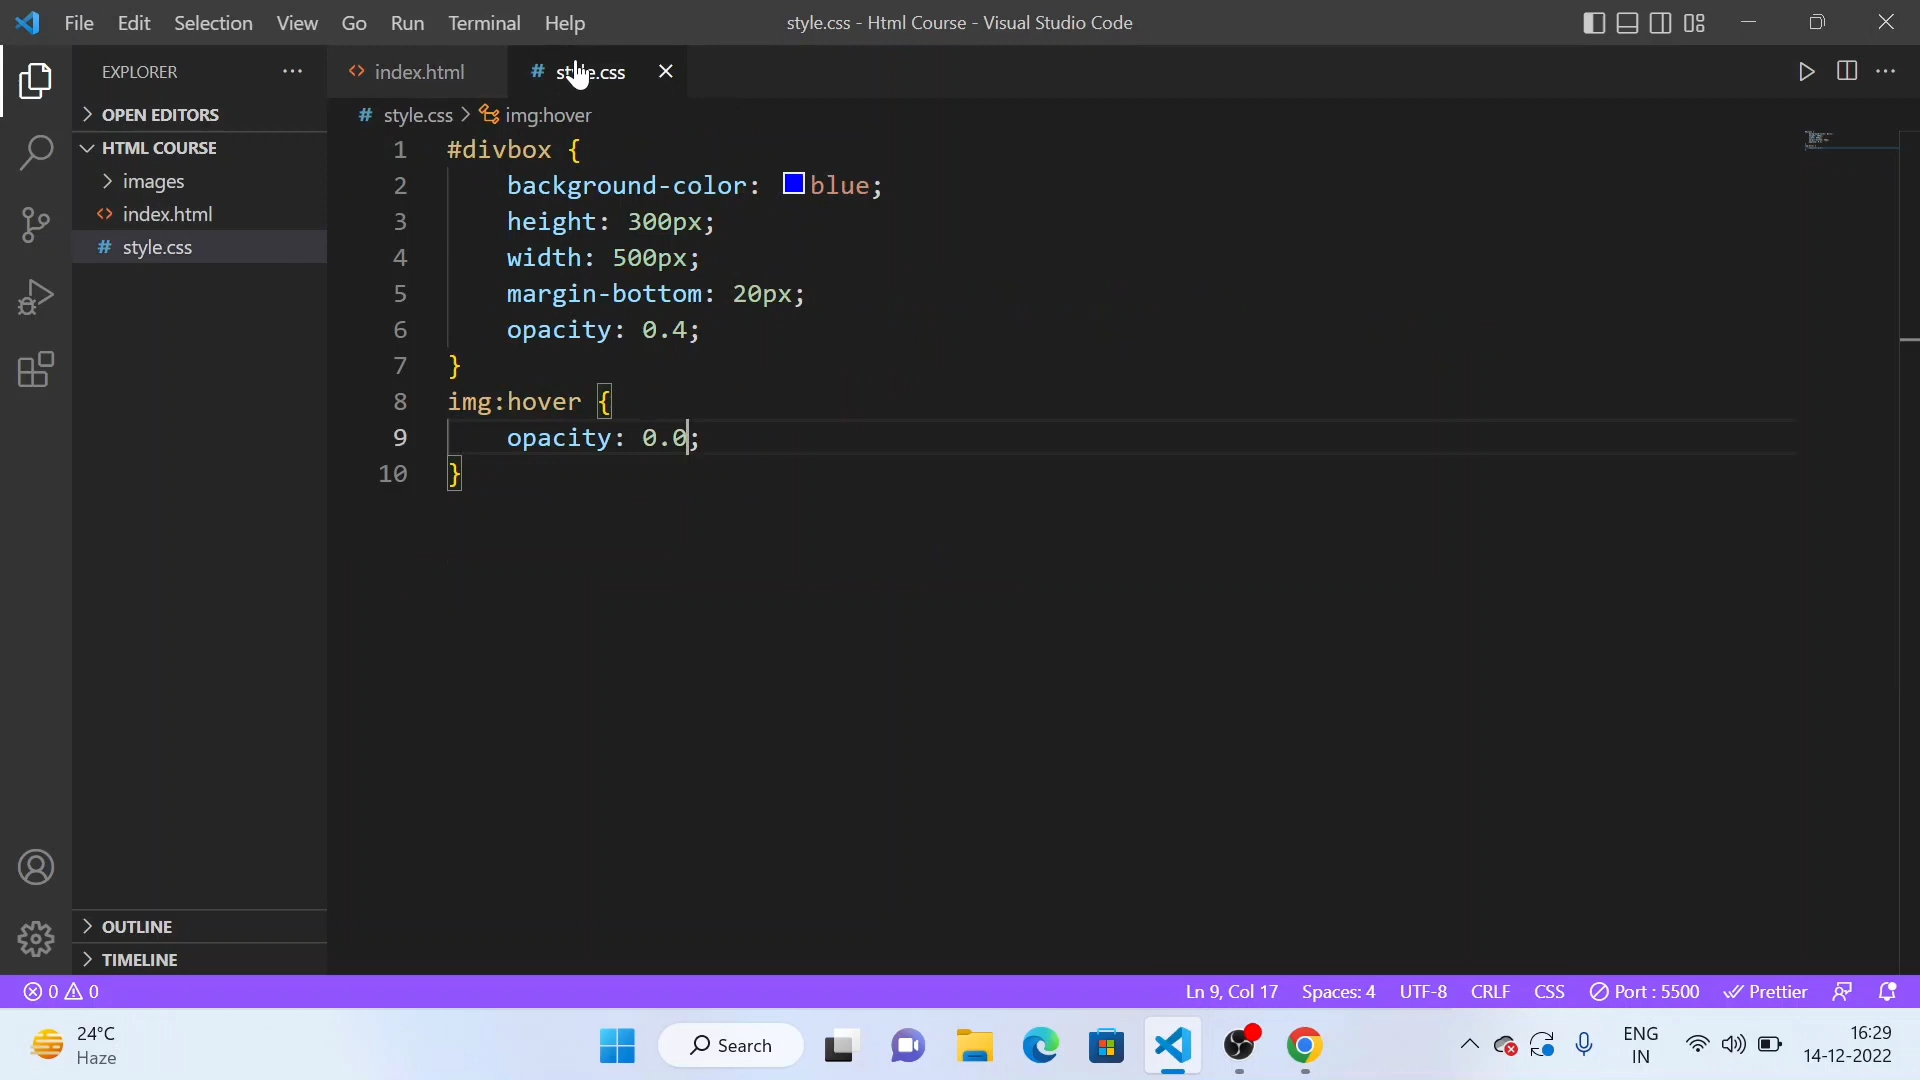 File Edit Selection View Go Run Terminal Help
style.css - Html Course - Visual Studio Code
EXPLORER
OPEN EDITORS
HTML COURSE
images
index.html
style.css
index.html
# style.css > img:hover
1 #divbox {
2 background-color: blue;
3 height: 300px;
4 width: 500px;
5 margin-bottom: 20px;
6 opacity: 0.4;
7 }
8 img:hover {
9 opacity: 0.0;
10 }
OUTLINE
TIMELINE
0 0
Ln 9, Col 17 Spaces: 4 UTF-8 CRLF CSS Port : 5500 Prettier
24°C
Haze
Search
ENG
IN
16:29
14-12-2022